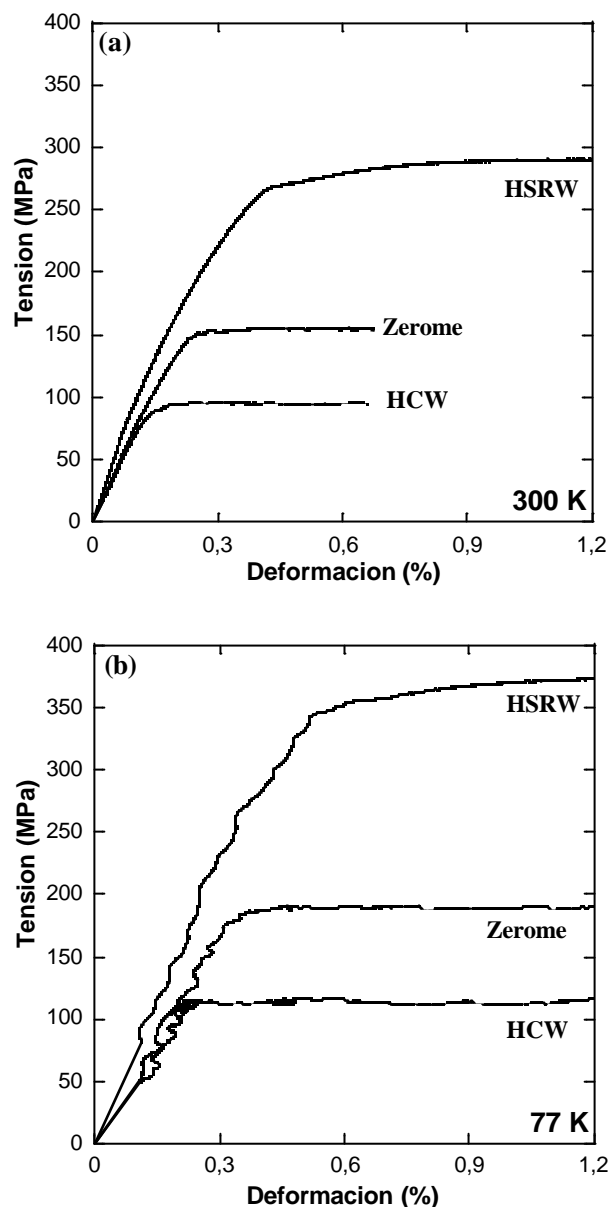 (a)
400
350
300
250
200
150
100
50
0
Tension (MPa)
HSRW
Zerome
HCW
300 K
0 0,3 0,6 0,9 1,2
Deformacion (%)
(b)
400
350
300
250
200
150
100
50
0
Tension (MPa)
HSRW
Zerome
HCW
77 K
0 0,3 0,6 0,9 1,2
Deformacion (%)